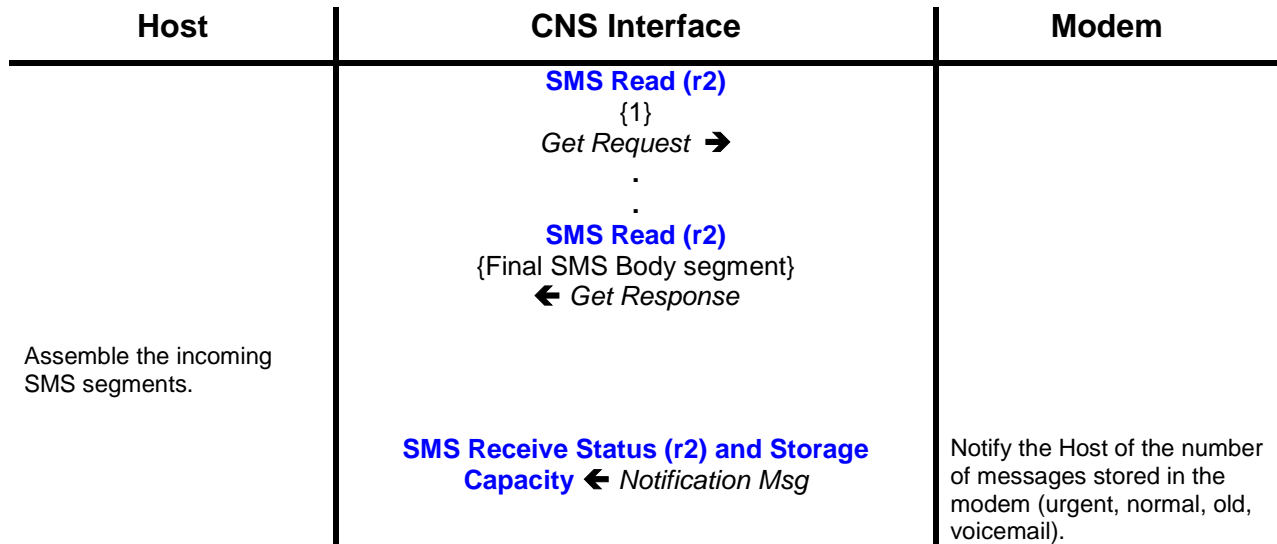 Host
CNS Interface
Modem
SMS Read (r2)
{1}
Get Request ➔
.
.
SMS Read (r2)
{Final SMS Body segment}
🡸 Get Response
Assemble the incoming
SMS segments.
SMS Receive Status (r2) and Storage
Capacity 🡸 Notification Msg
Notify the Host of the number
of messages stored in the
modem (urgent, normal, old,
voicemail).